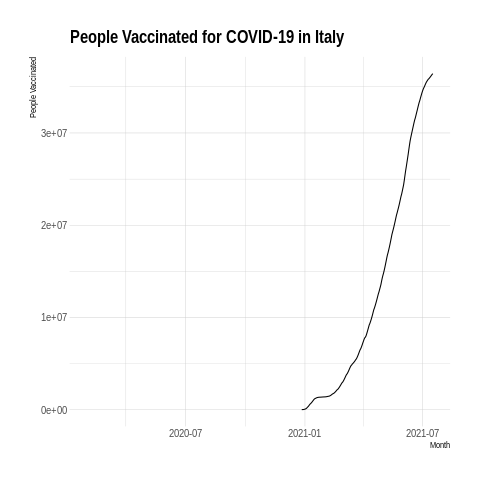 People Vaccinated for COVID-19 in Italy
People Vaccinated
3e+07
2e+07
1e+07
0e+00
2020-07
2021-01
2021-07
Month